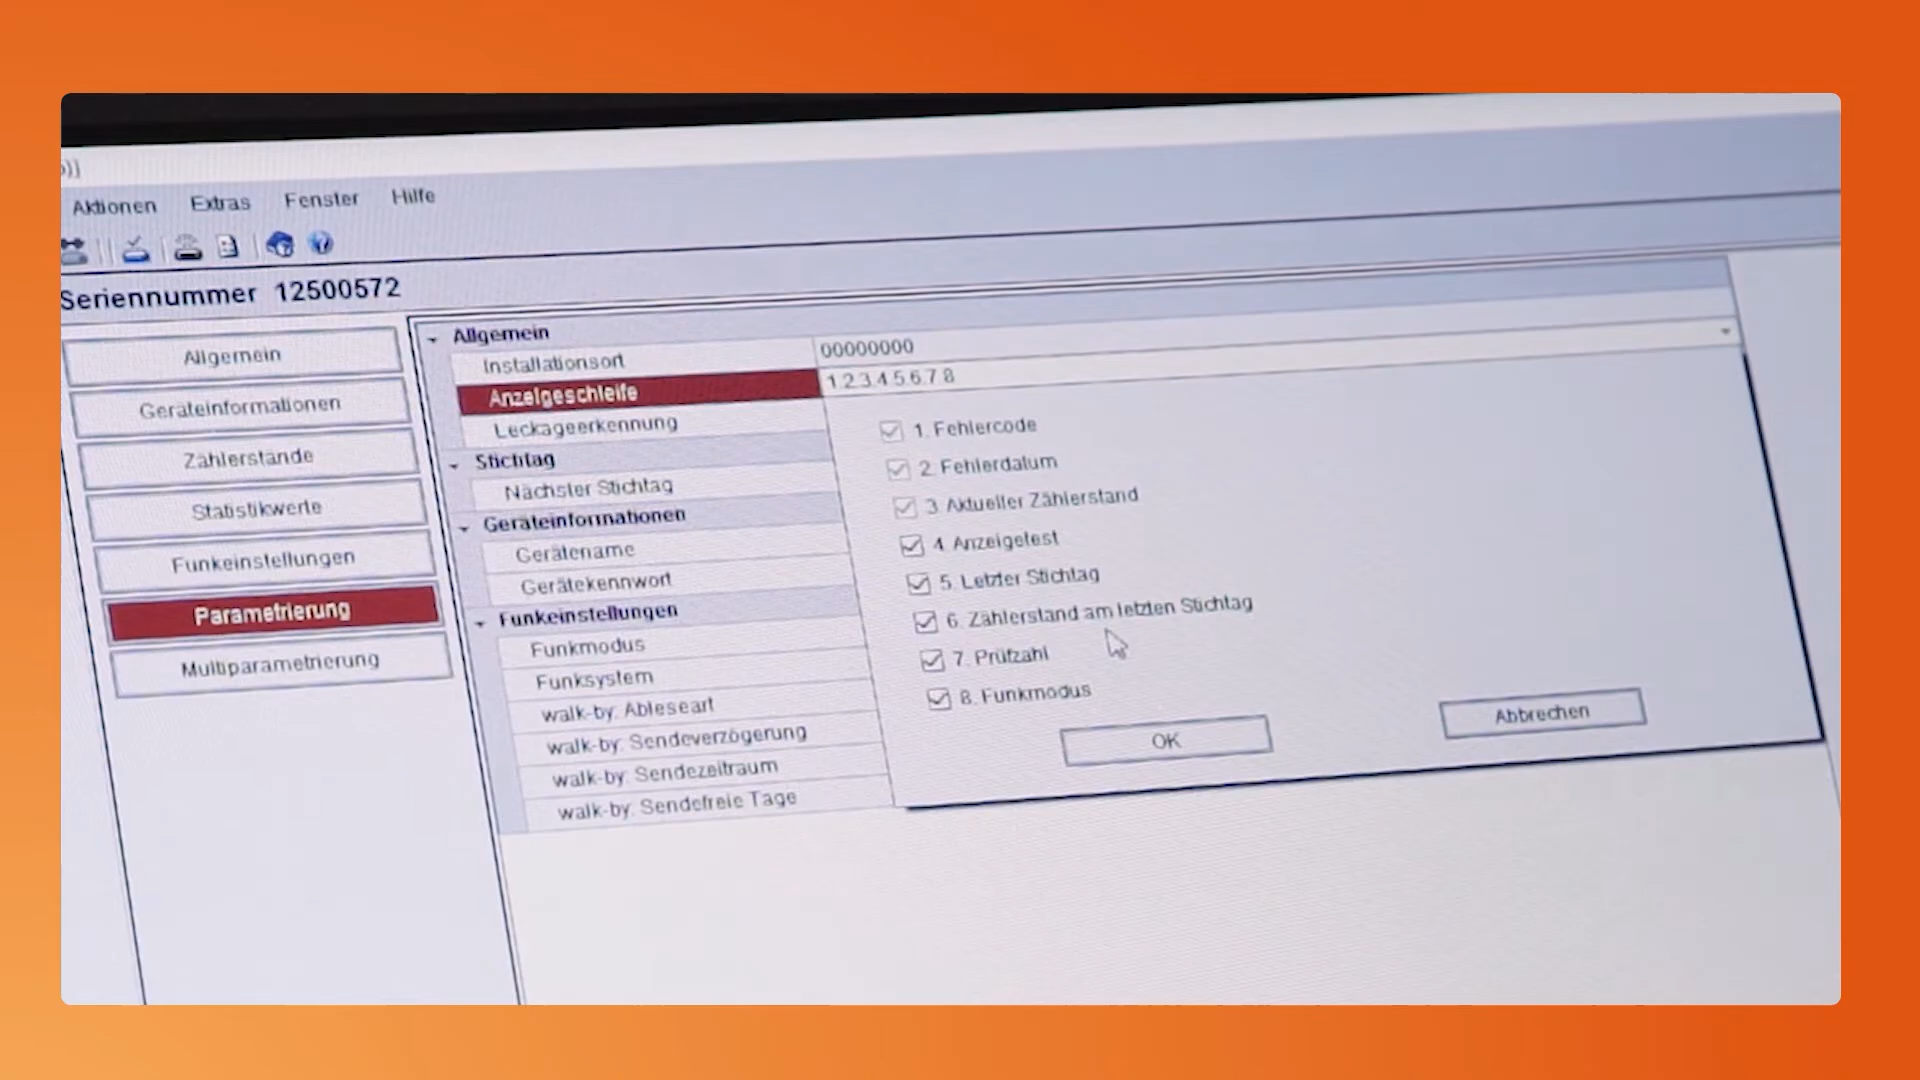 Aktionen Extras Fenster Hilfe
Seriennummer 12500572
Allgemein
Geräteinformationen
Zählerstände
Statistikwerte
Funkeinstellungen
Parametrierung
Multiparametrierung
Allgemein
Installationsort 00000000
Anzeigeschleife 1 2 3 4 5 6 7 8
Leckageerkennung
Stichtag
Nächster Stichtag
Geräteinformationen
Gerätename
Gerätekennwort
Funkeinstellungen
Funkmodus
Funksystem
walk-by: Ableseart
walk-by: Sendeverzögerung
walk-by: Sendezeitraum
walk-by: Sendefreie Tage
1. Fehlercode
2. Fehlerdatum
3. Aktueller Zählerstand
4. Anzeigetest
5. Letzter Stichtag
6. Zählerstand am letzten Stichtag
7. Prüfzahl
8. Funkmodus
OK Abbrechen